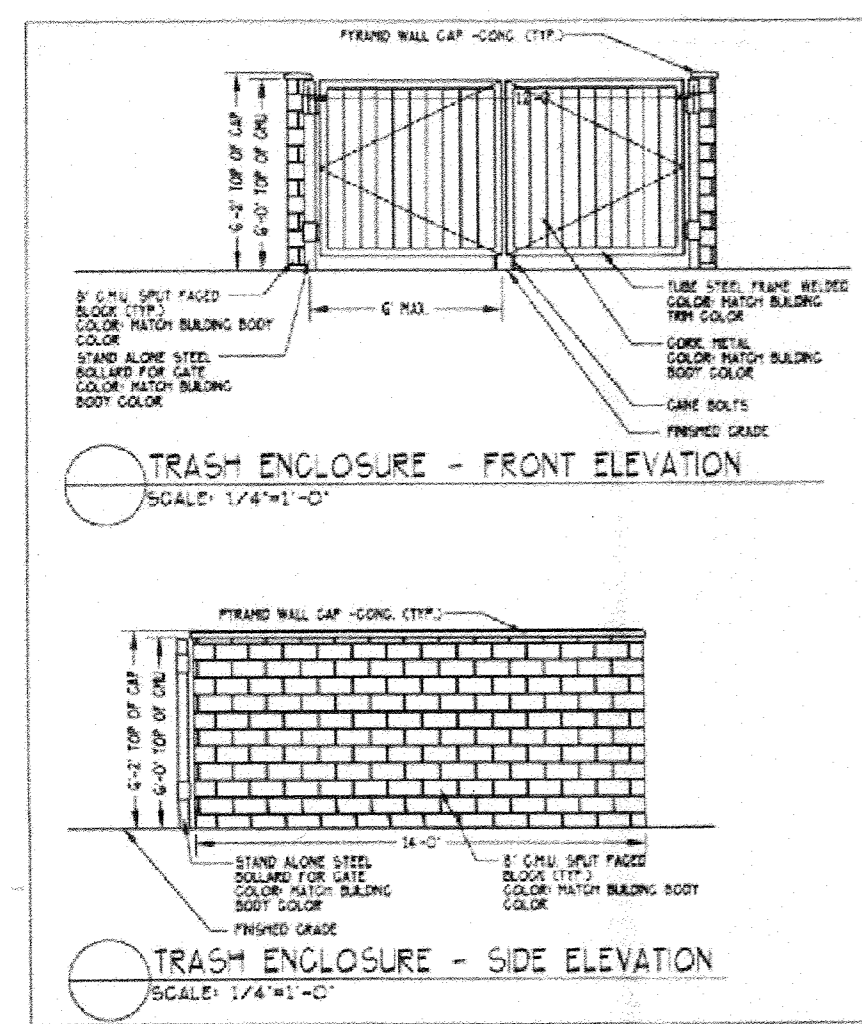 PYRAMID WALL CAP -CONC. (TYP.)
12'-0"
6'-2" TOP OF CAP
6'-0" TOP OF CMU
8" C.M.U. SPLIT FACED
BLOCK (TYP.)
COLOR: MATCH BUILDING BODY
COLOR
STAND ALONE STEEL
BOLLARD FOR GATE
COLOR: MATCH BUILDING
BODY COLOR
6' MAX.
TUBE STEEL FRAME WELDED
COLOR: MATCH BUILDING
TRIM COLOR
CORR. METAL
COLOR: MATCH BUILDING
BODY COLOR
CANE BOLTS
FINISHED GRADE
TRASH ENCLOSURE - FRONT ELEVATION
SCALE: 1/4"=1'-0"
PYRAMID WALL CAP -CONC. (TYP.)
6'-2" TOP OF CAP
6'-0" TOP OF CMU
14'-0"
STAND ALONE STEEL
BOLLARD FOR GATE
COLOR: MATCH BUILDING
BODY COLOR
8" C.M.U. SPLIT FACED
BLOCK (TYP.)
COLOR: MATCH BUILDING BODY
COLOR
FINISHED GRADE
TRASH ENCLOSURE - SIDE ELEVATION
SCALE: 1/4"=1'-0"